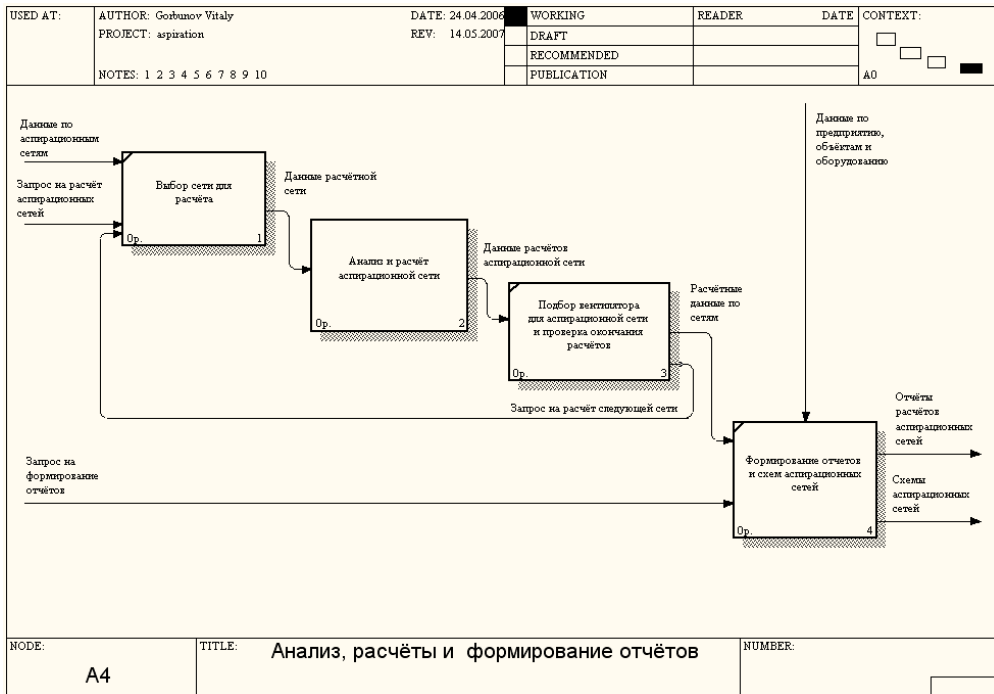 USED AT:
AUTHOR: Gorbunov Vitaly
DATE: 24.04.2006
WORKING
READER
DATE
CONTEXT:
PROJECT: aspiration
REV: 14.05.2007
DRAFT
RECOMMENDED
NOTES: 1 2 3 4 5 6 7 8 9 10
PUBLICATION
A0
Данные по
аспирационным
сетям
Запрос на расчёт
аспирационных
сетей
Выбор сети для
расчёта
0р.
1
Данные расчётной
сети
Анализ и расчёт
аспирационной сети
0р.
2
Данные расчётов
аспирационной сети
Подбор вентилятора
для аспирационной сети
и проверка окончания
расчётов
0р.
3
Расчётные
данные по
сетям
Данные по
предприятию,
объёктам и
оборудованию
Запрос на расчёт следующей сети
Запрос на
формирование
отчётов
Формирование отчетов
и схем аспирационных
сетей
0р.
4
Отчёты
расчётов
аспирационных
сетей
Схемы
аспирационных
сетей
NODE:
A4
TITLE:
Анализ, расчёты и формирование отчётов
NUMBER: